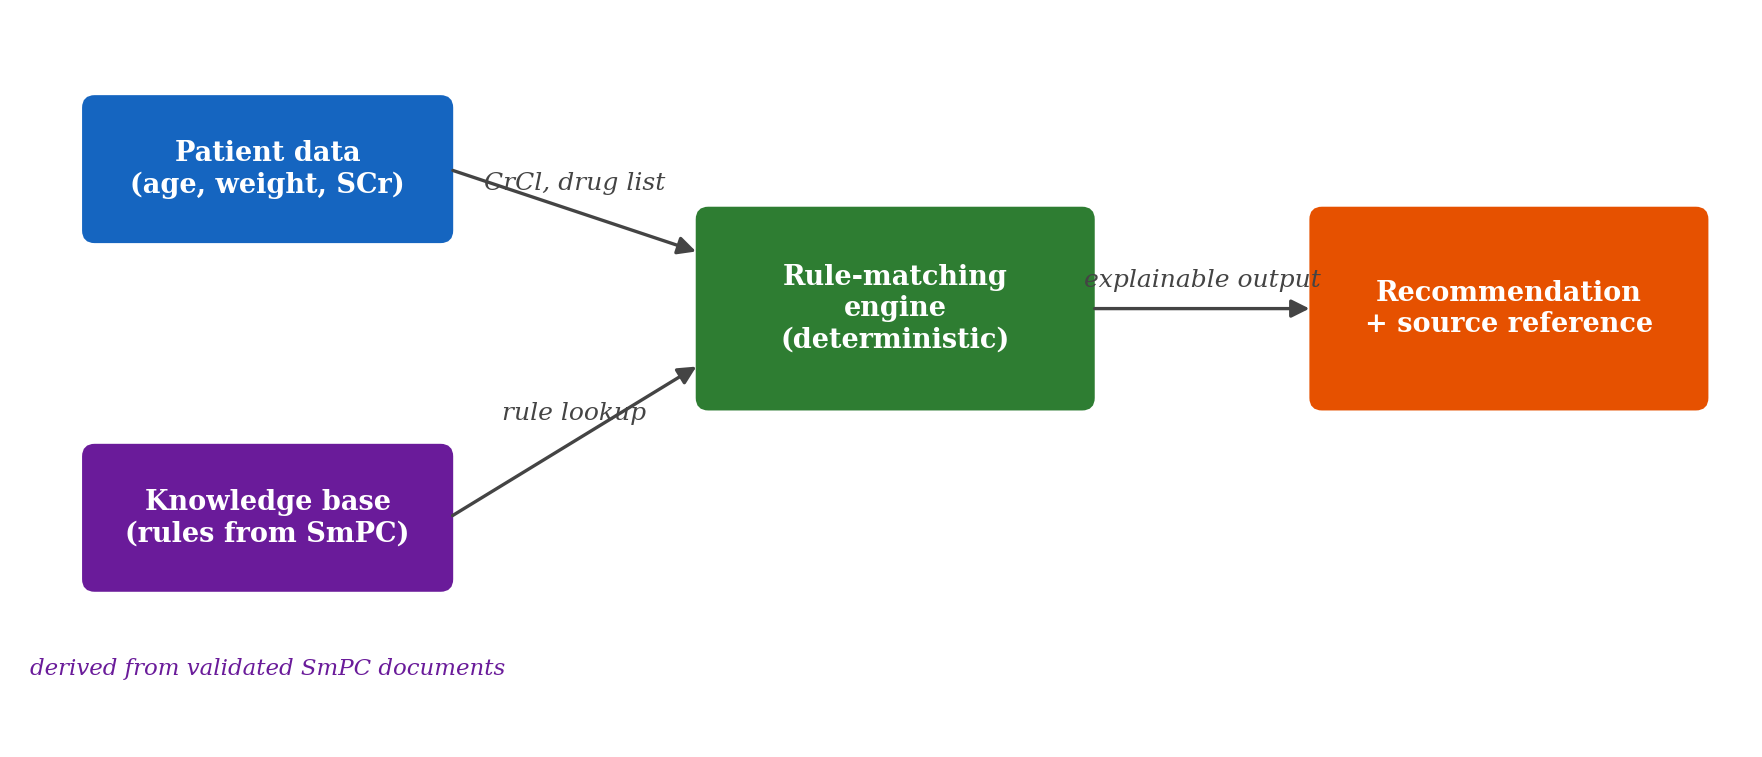 Patient data
(age, weight, SCr)
CrCl, drug list
Rule-matching
engine
(deterministic)
explainable output
Recommendation
+ source reference
rule lookup
Knowledge base
(rules from SmPC)
derived from validated SmPC documents